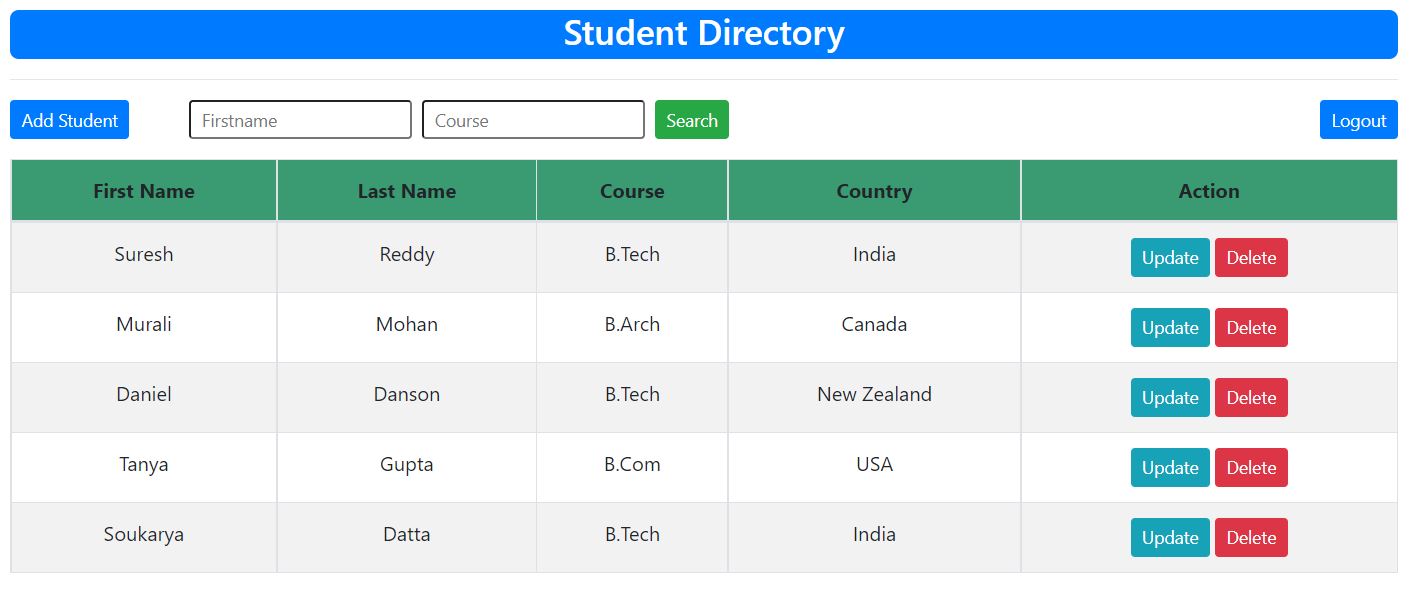 Student Directory
Add Student Firstname Course Search Logout
First Name Last Name Course Country Action
Suresh Reddy B.Tech India Update Delete
Murali Mohan B.Arch Canada Update Delete
Daniel Danson B.Tech New Zealand Update Delete
Tanya Gupta B.Com USA Update Delete
Soukarya Datta B.Tech India Update Delete